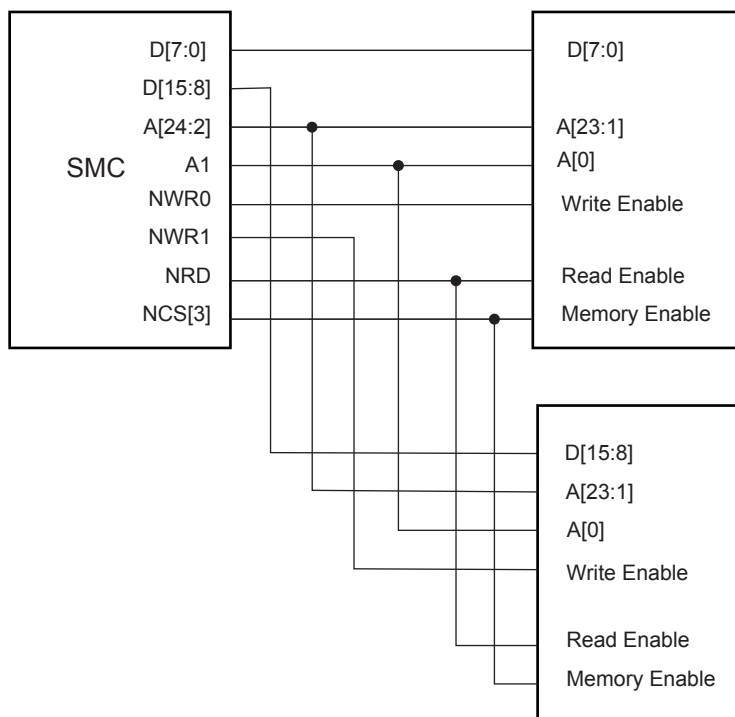 SMC
D[7:0]
D[15:8]
A[24:2]
A1
NWR0
NWR1
NRD
NCS[3]
D[7:0]
A[23:1]
A[0]
Write Enable
Read Enable
Memory Enable
D[15:8]
A[23:1]
A[0]
Write Enable
Read Enable
Memory Enable